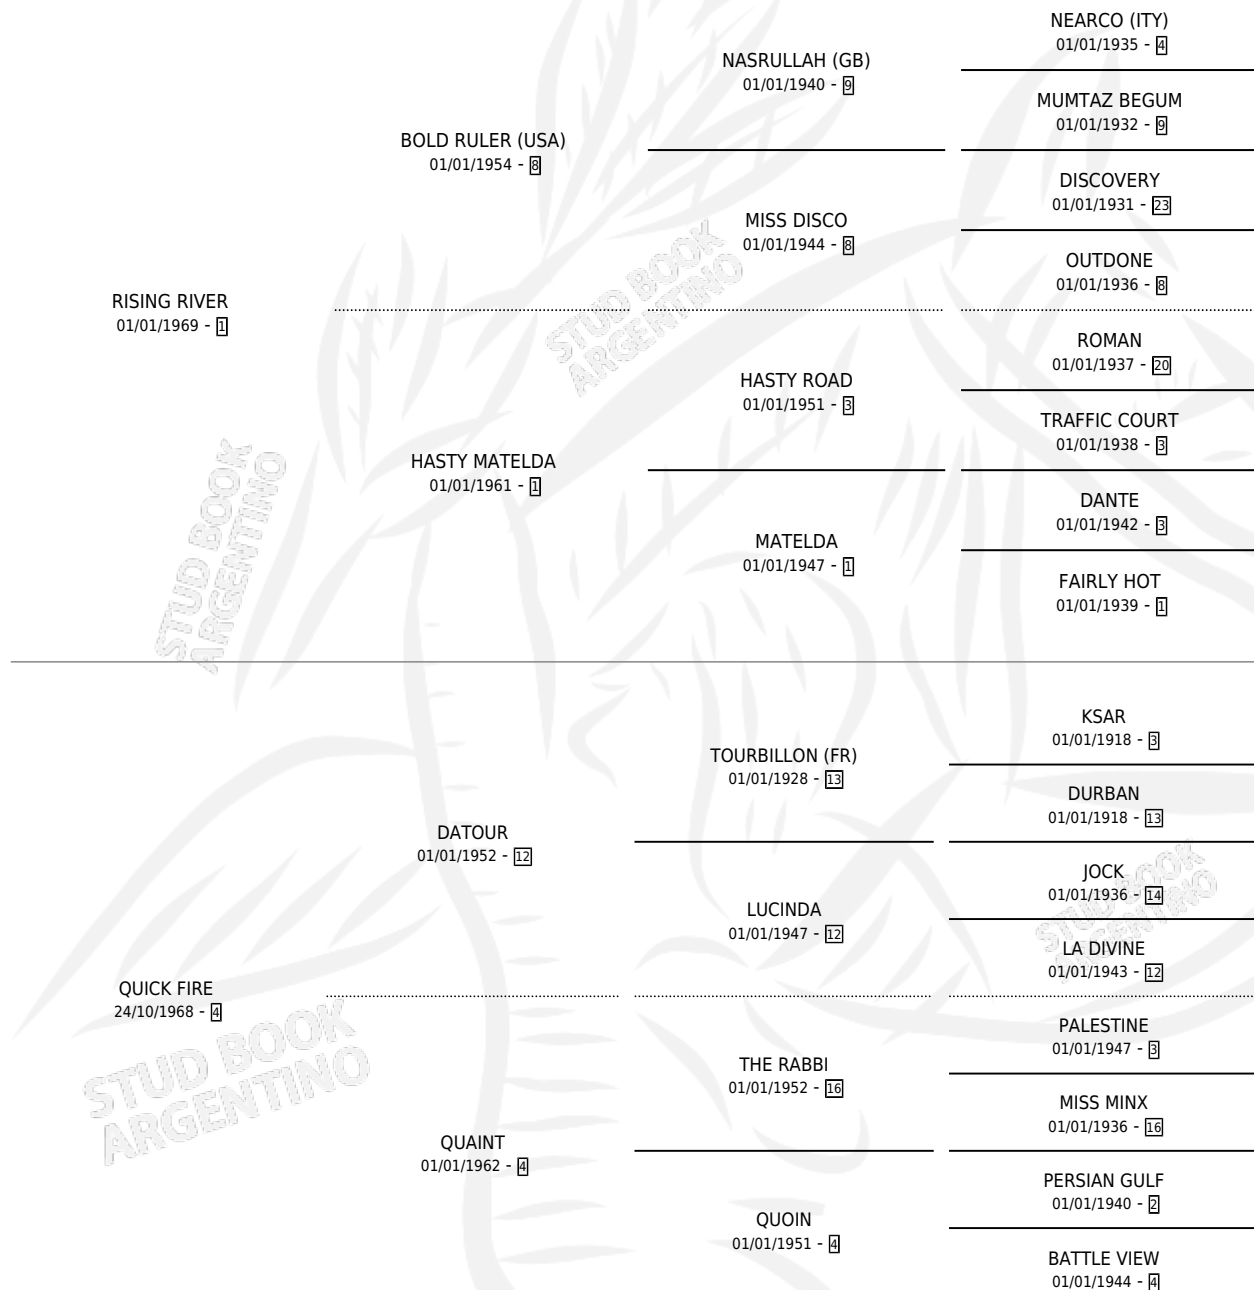 NEARCO (ITY)
01/01/1935 - 4
NASRULLAH (GB)
01/01/1940 - 9
MUMTAZ BEGUM
01/01/1932 - 9
BOLD RULER (USA)
01/01/1954 - 8
DISCOVERY
01/01/1931 - 23
MISS DISCO
01/01/1944 - 8
OUTDONE
01/01/1936 - 8
RISING RIVER
01/01/1969 - 1
STUD BOOK
ARGENTINO
ROMAN
01/01/1937 - 20
HASTY ROAD
01/01/1951 - 3
TRAFFIC COURT
01/01/1938 - 3
HASTY MATELDA
01/01/1961 - 1
DANTE
01/01/1942 - 3
MATELDA
01/01/1947 - 1
FAIRLY HOT
01/01/1939 - 1
STUD BOOK
ARGENTINO
KSAR
01/01/1918 - 3
TOURBILLON (FR)
01/01/1928 - 13
DURBAN
01/01/1918 - 13
DATOUR
01/01/1952 - 12
JOCK
01/01/1936 - 14
LUCINDA
01/01/1947 - 12
LA DIVINE
01/01/1943 - 12
STUD BOOK
ARGENTINO
QUICK FIRE
24/10/1968 - 4
STUD BOOK
ARGENTINO
PALESTINE
01/01/1947 - 3
THE RABBI
01/01/1952 - 16
MISS MINX
01/01/1936 - 16
QUAINT
01/01/1962 - 4
PERSIAN GULF
01/01/1940 - 2
QUOIN
01/01/1951 - 4
BATTLE VIEW
01/01/1944 - 4